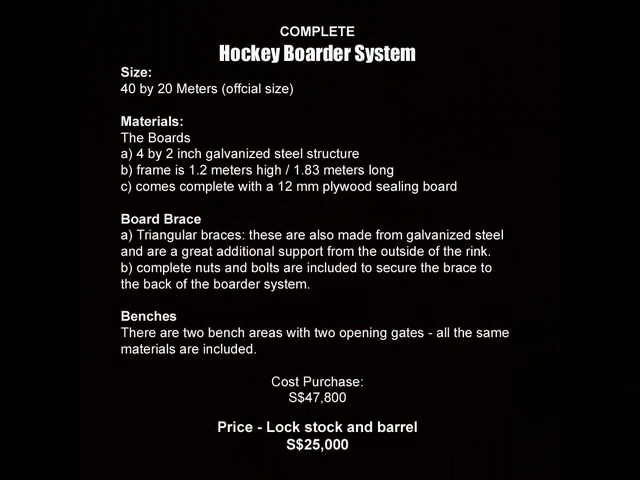 COMPLETE
Hockey Boarder System
Size:
40 by 20 Meters (offcial size)
Materials:
The Boards
a) 4 by 2 inch galvanized steel structure
b) frame is 1.2 meters high / 1.83 meters long
c) comes complete with a 12 mm plywood sealing board
Board Brace
a) Triangular braces: these are also made from galvanized steel
and are a great additional support from the outside of the rink.
b) complete nuts and bolts are included to secure the brace to
the back of the boarder system.
Benches
There are two bench areas with two opening gates - all the same
materials are included.
Cost Purchase:
S$47,800
Price - Lock stock and barrel
S$25,000